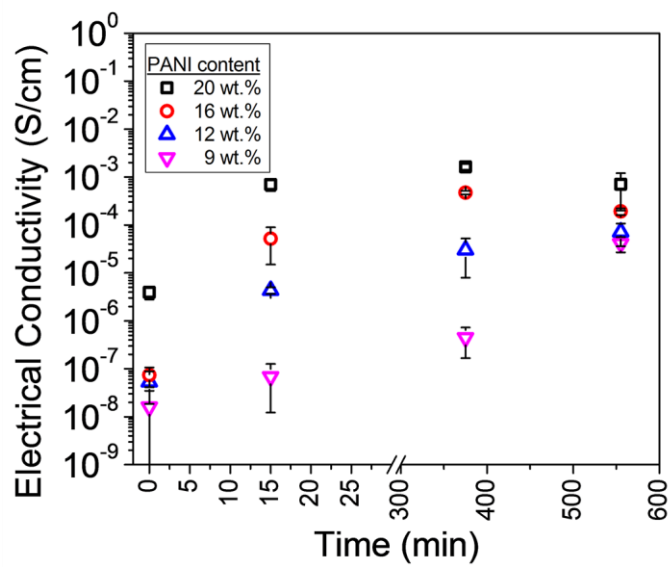 Electrical Conductivity (S/cm)
10⁰
10⁻¹
10⁻²
10⁻³
10⁻⁴
10⁻⁵
10⁻⁶
10⁻⁷
10⁻⁸
10⁻⁹
PANI content
20 wt.%
16 wt.%
12 wt.%
9 wt.%
0 5 10 15 20 25 300 400 500 600
Time (min)